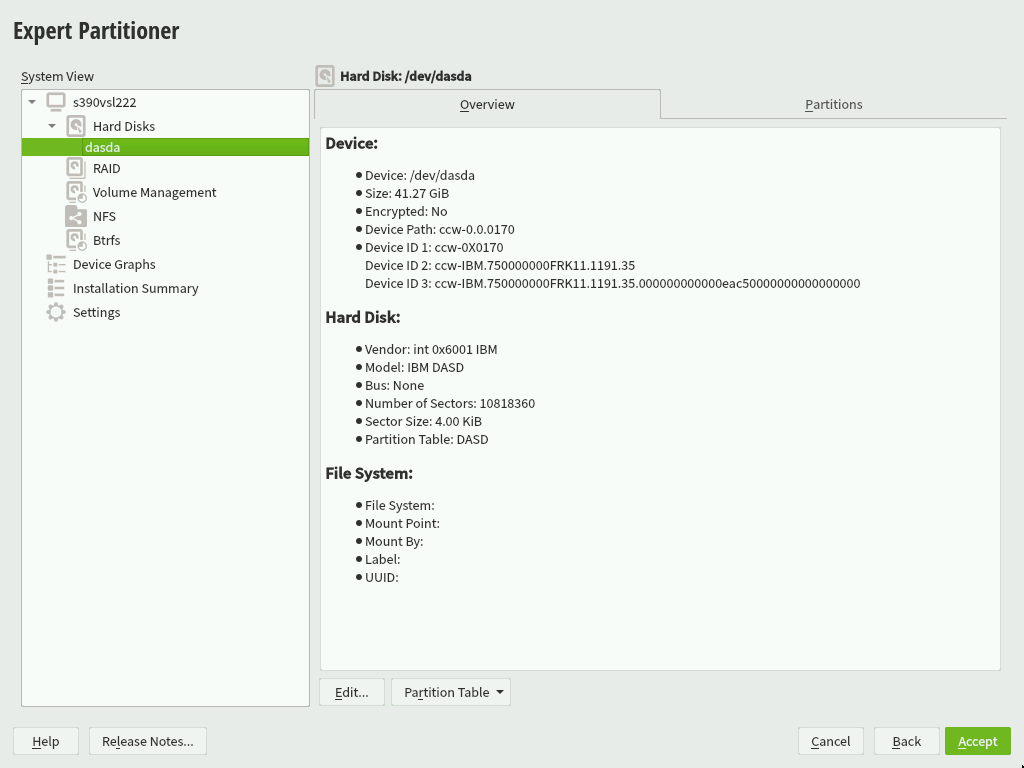 Expert Partitioner
System View
s390vsl222
Hard Disks
dasda
RAID
Volume Management
NFS
Btrfs
Device Graphs
Installation Summary
Settings
Hard Disk: /dev/dasda
Overview
Partitions
Device:
Device: /dev/dasda
Size: 41.27 GiB
Encrypted: No
Device Path: ccw-0.0.0170
Device ID 1: ccw-0X0170
Device ID 2: ccw-IBM.750000000FRK11.1191.35
Device ID 3: ccw-IBM.750000000FRK11.1191.35.000000000000eac50000000000000000
Hard Disk:
Vendor: int 0x6001 IBM
Model: IBM DASD
Bus: None
Number of Sectors: 10818360
Sector Size: 4.00 KiB
Partition Table: DASD
File System:
File System:
Mount Point:
Mount By:
Label:
UUID:
Edit...
Partition Table
Help
Release Notes...
Cancel
Back
Accept